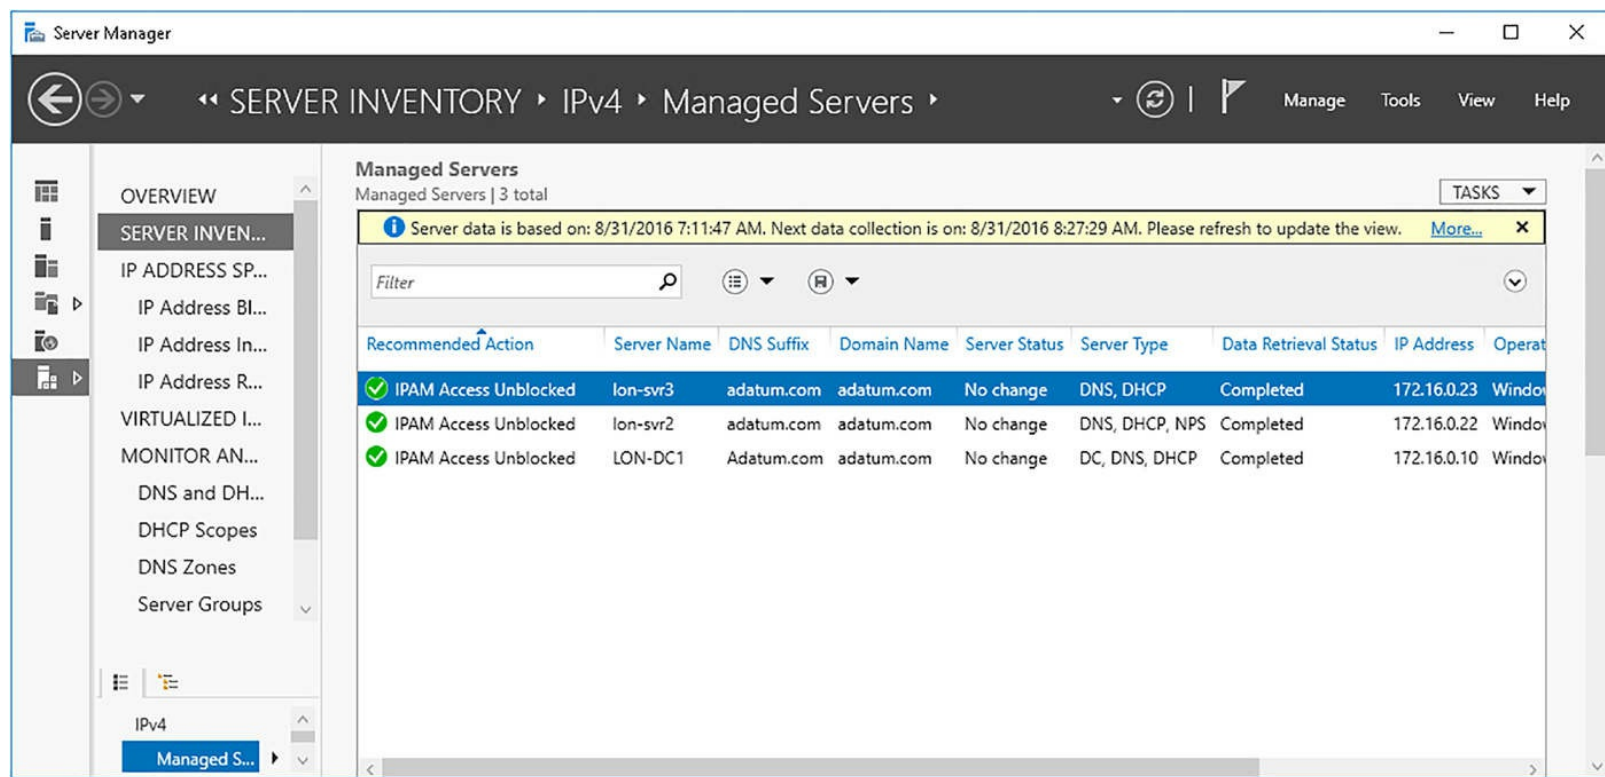 Server Manager
SERVER INVENTORY IPv4 Managed Servers
Manage Tools View Help
OVERVIEW
SERVER INVEN...
IP ADDRESS SP...
IP Address Bl...
IP Address In...
IP Address R...
VIRTUALIZED I...
MONITOR AN...
DNS and DH...
DHCP Scopes
DNS Zones
Server Groups
IPv4
Managed S...
Managed Servers
Managed Servers | 3 total
TASKS
Server data is based on: 8/31/2016 7:11:47 AM. Next data collection is on: 8/31/2016 8:27:29 AM. Please refresh to update the view. More...
Filter
Recommended Action Server Name DNS Suffix Domain Name Server Status Server Type Data Retrieval Status IP Address Operat
IPAM Access Unblocked lon-svr3 adatum.com adatum.com No change DNS, DHCP Completed 172.16.0.23 Window
IPAM Access Unblocked lon-svr2 adatum.com adatum.com No change DNS, DHCP, NPS Completed 172.16.0.22 Window
IPAM Access Unblocked LON-DC1 Adatum.com adatum.com No change DC, DNS, DHCP Completed 172.16.0.10 Window